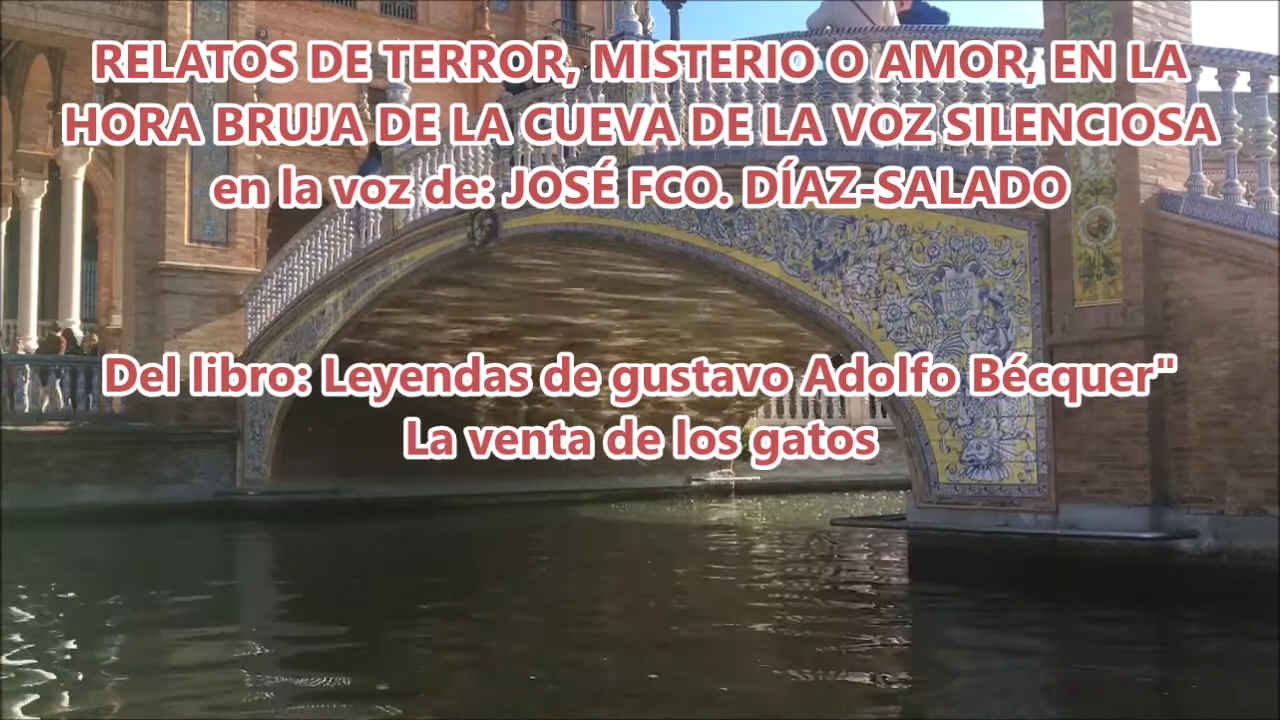 RELATOS DE TERROR, MISTERIO O AMOR, EN LA
HORA BRUJA DE LA CUEVA DE LA VOZ SILENCIOSA
en la voz de: JOSÉ FCO. DÍAZ-SALADO
Del libro: Leyendas de gustavo Adolfo Bécquer"
La venta de los gatos